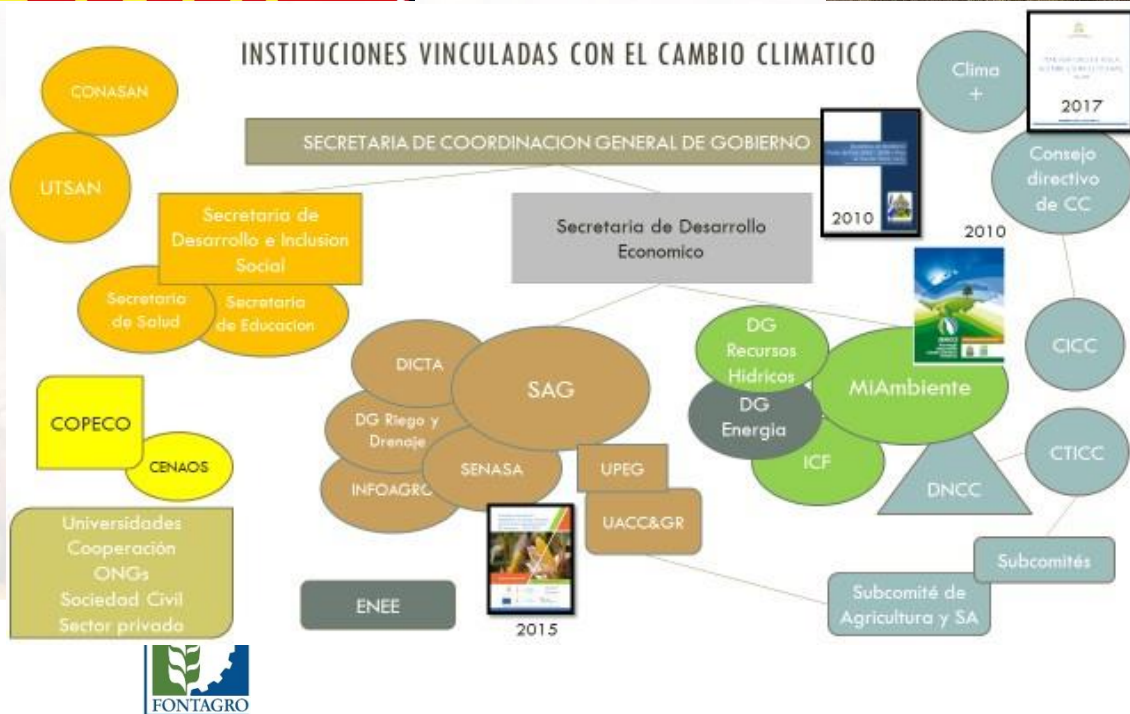 INSTITUCIONES VINCULADAS CON EL CAMBIO CLIMATICO
CONASAN
UTSAN
SECRETARIA DE COORDINACION GENERAL DE GOBIERNO
Secretaria de
Desarrollo e Inclusion
Social
Secretaria
de Salud
Secretaria
de Educacion
Secretaria de Desarrollo
Economico
2010
Clima
+
2017
Consejo
directivo
de CC
2010
CICC
CTICC
DICTA
SAG
DG Riego y
Drenaje
SENASA
INFOAGRO
UPEG
UACC&GR
DG
Recursos
Hidricos
MiAmbiente
DG
Energia
ICF
DNCC
COPECO
CENAOS
Universidades
Cooperación
ONGs
Sociedad Civil
Sector privado
ENEE
2015
Subcomités
Subcomité de
Agricultura y SA
FONTAGRO